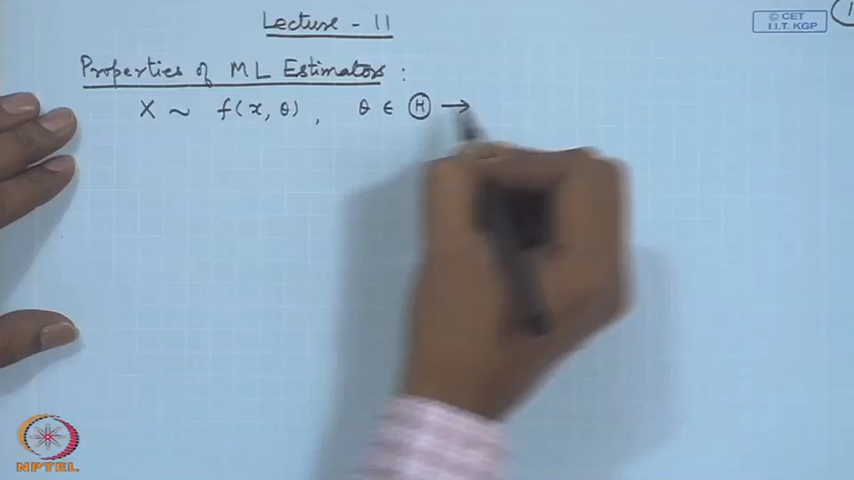 Lecture - 11
© CET
I.I.T. KGP
Properties of ML Estimators :
X ~ f(x, θ) , θ ∈ Ⓗ →
NPTEL